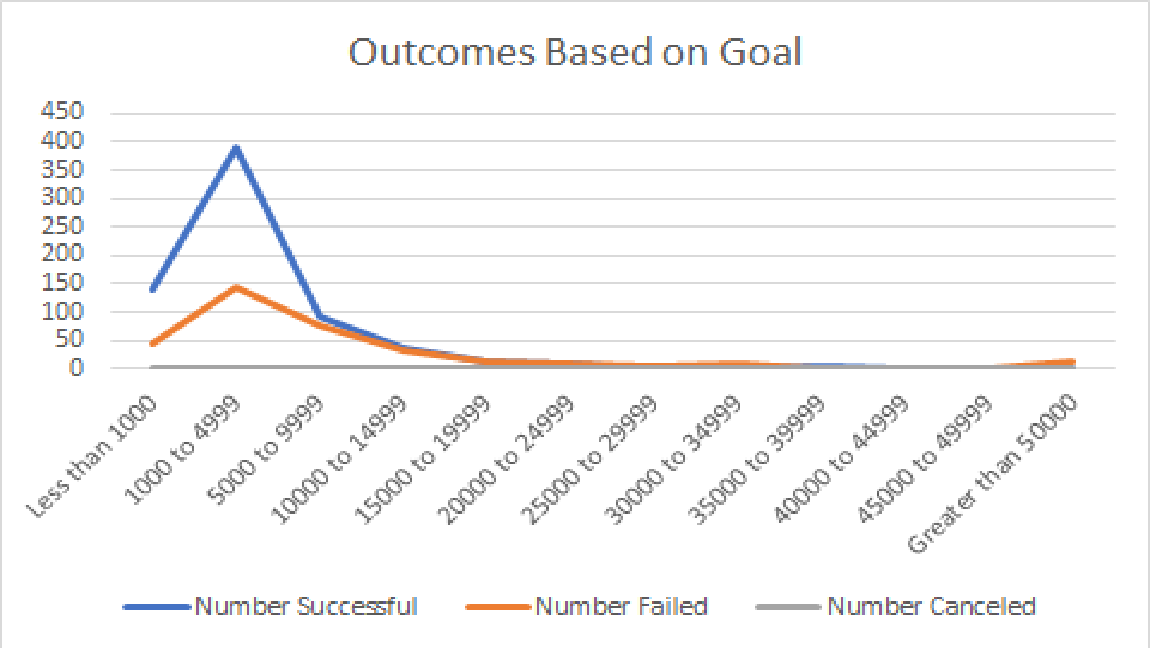 Outcomes Based on Goal
450
400
350
300
250
200
150
100
50
0
Less than 1000
1000 to 4999
5000 to 9999
10000 to 14999
15000 to 19999
20000 to 24999
25000 to 29999
30000 to 34999
35000 to 39999
40000 to 44999
45000 to 49999
Greater than 50000
Number Successful
Number Failed
Number Canceled